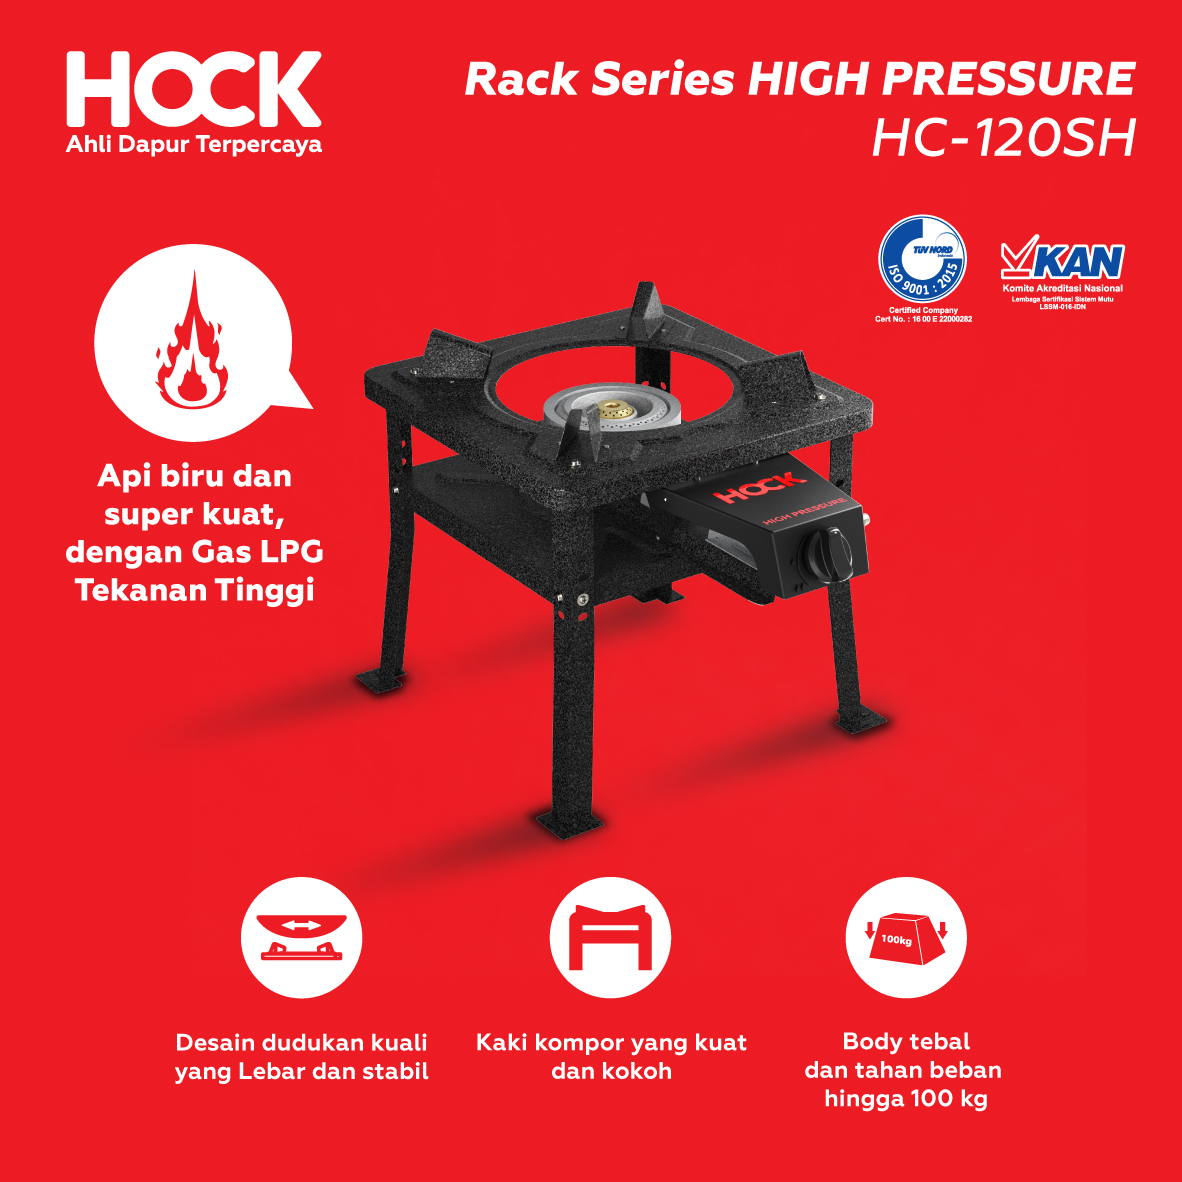 HOCK
Ahli Dapur Terpercaya
Rack Series HIGH PRESSURE
HC-120SH
TÜV NORD
Indonesia
ISO 9001 : 2015
Certified Company
Cert No. : 16 00 E 22000282
KAN
Komite Akreditasi Nasional
Lembaga Sertifikasi Sistem Mutu
LSSM-016-IDN
Api biru dan
super kuat,
dengan Gas LPG
Tekanan Tinggi
HOCK
HIGH PRESSURE
100kg
Desain dudukan kuali
yang Lebar dan stabil
Kaki kompor yang kuat
dan kokoh
Body tebal
dan tahan beban
hingga 100 kg